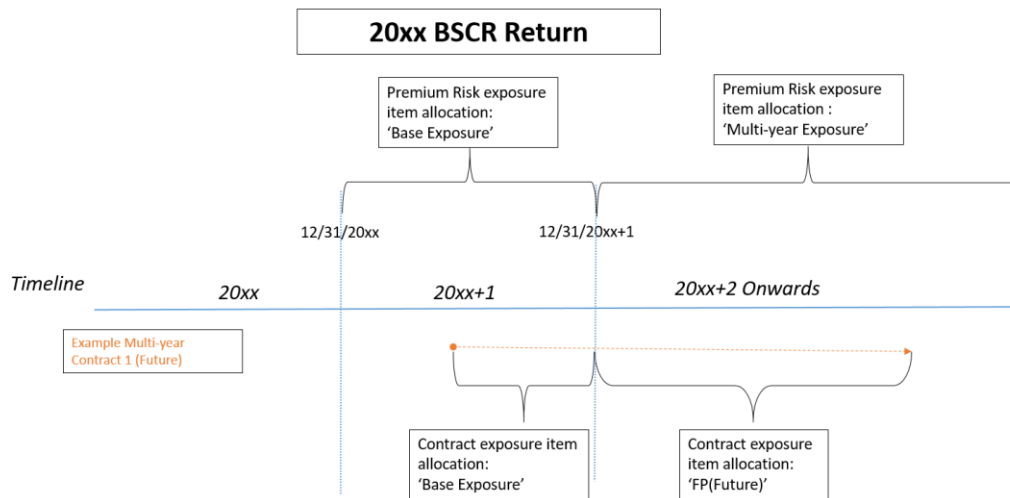 20xx BSCR Return
Premium Risk exposure
item allocation:
'Base Exposure'
Premium Risk exposure
item allocation :
'Multi-year Exposure'
12/31/20xx
12/31/20xx+1
Timeline
20xx
20xx+1
20xx+2 Onwards
Example Multi-year
Contract 1 (Future)
Contract exposure item
allocation:
'Base Exposure'
Contract exposure
item allocation:
'FP(Future)'